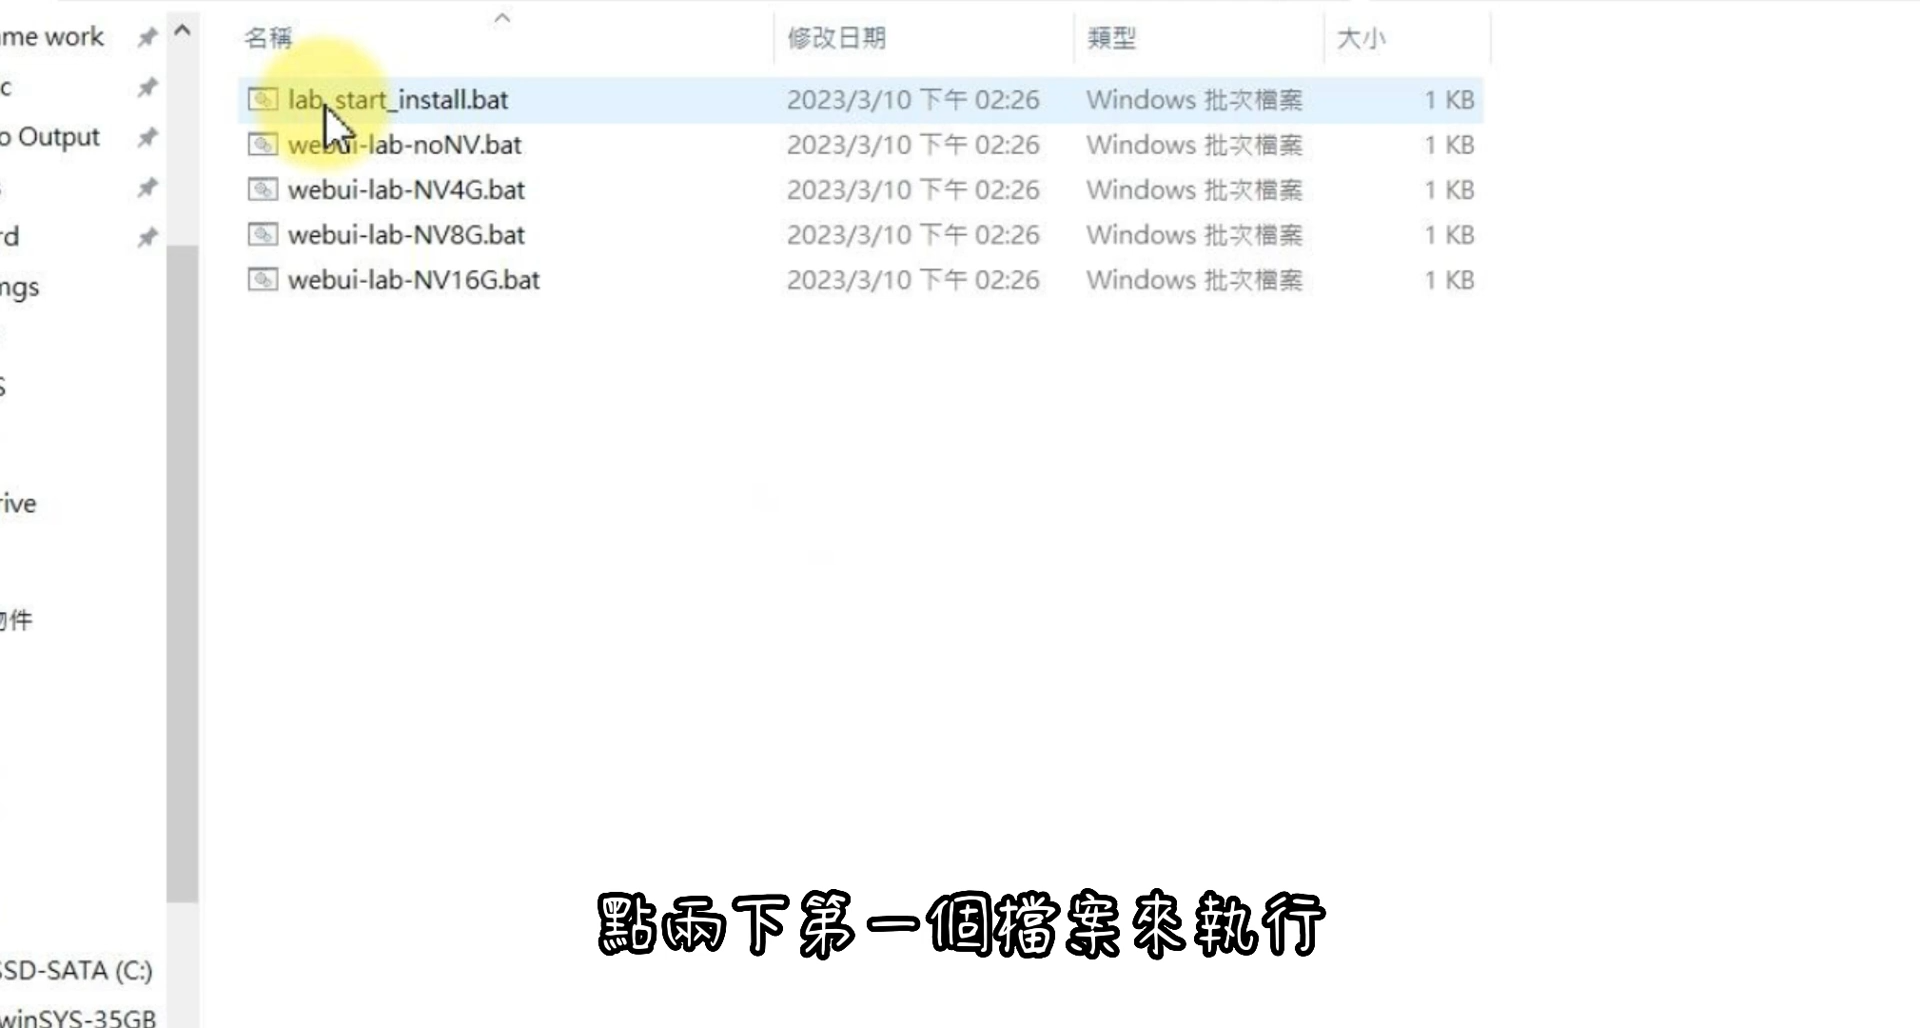 me work
c
o Output
rd
ngs
S
rive
物件
SSD-SATA (C:)
winSYS-35GB
名稱 修改日期 類型 大小
lab_start_install.bat 2023/3/10 下午 02:26 Windows 批次檔案 1 KB
webui-lab-noNV.bat 2023/3/10 下午 02:26 Windows 批次檔案 1 KB
webui-lab-NV4G.bat 2023/3/10 下午 02:26 Windows 批次檔案 1 KB
webui-lab-NV8G.bat 2023/3/10 下午 02:26 Windows 批次檔案 1 KB
webui-lab-NV16G.bat 2023/3/10 下午 02:26 Windows 批次檔案 1 KB
點兩下第一個檔案來執行